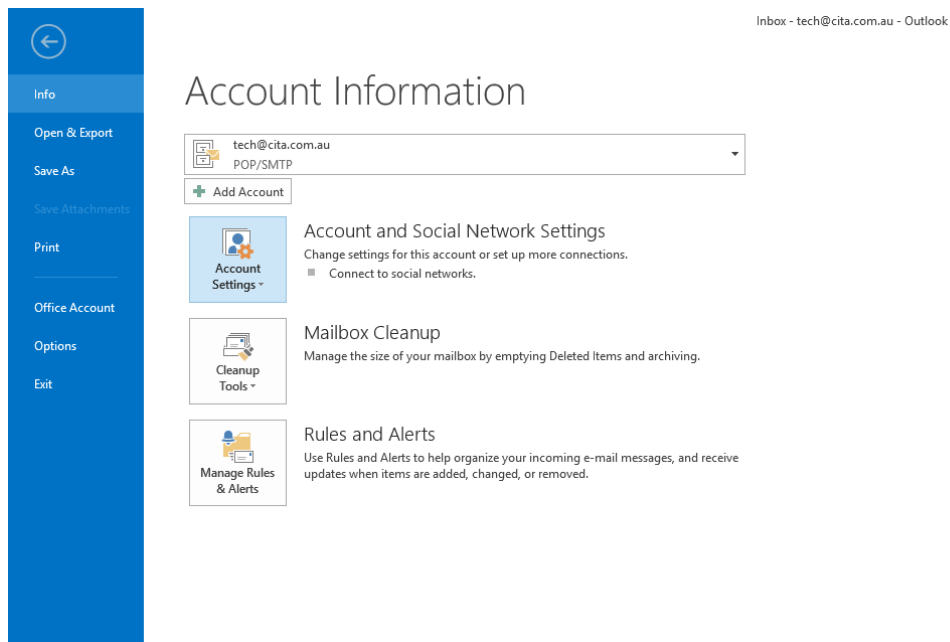 Inbox - tech@cita.com.au - Outlook
Info
Open & Export
Save As
Save Attachments
Print
Office Account
Options
Exit
Account Information
tech@cita.com.au
POP/SMTP
Add Account
Account
Settings
Account and Social Network Settings
Change settings for this account or set up more connections.
Connect to social networks.
Cleanup
Tools
Mailbox Cleanup
Manage the size of your mailbox by emptying Deleted Items and archiving.
Manage Rules
& Alerts
Rules and Alerts
Use Rules and Alerts to help organize your incoming e-mail messages, and receive
updates when items are added, changed, or removed.